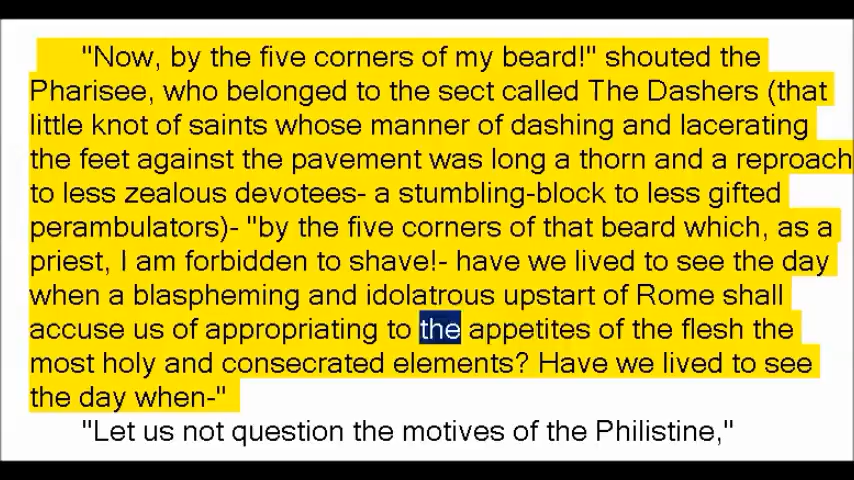 "Now, by the five corners of my beard!" shouted the
Pharisee, who belonged to the sect called The Dashers (that
little knot of saints whose manner of dashing and lacerating
the feet against the pavement was long a thorn and a reproach
to less zealous devotees- a stumbling-block to less gifted
perambulators)- "by the five corners of that beard which, as a
priest, I am forbidden to shave!- have we lived to see the day
when a blaspheming and idolatrous upstart of Rome shall
accuse us of appropriating to the appetites of the flesh the
most holy and consecrated elements? Have we lived to see
the day when-"
"Let us not question the motives of the Philistine,"